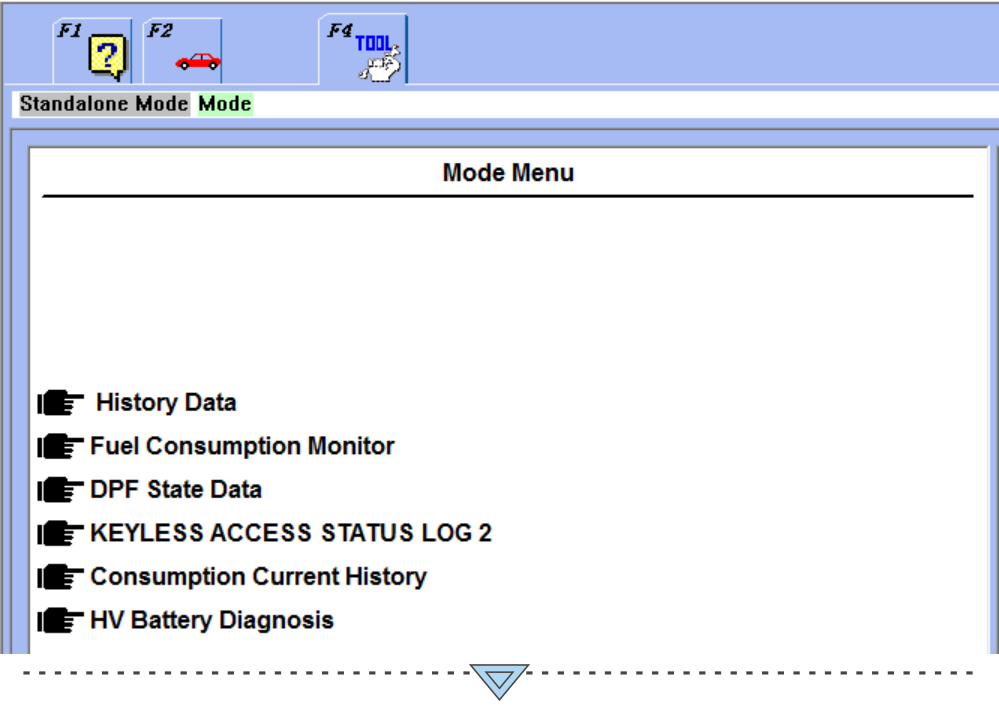 F1 F2 F4
? TOOL
Standalone Mode Mode
Mode Menu
History Data
Fuel Consumption Monitor
DPF State Data
KEYLESS ACCESS STATUS LOG 2
Consumption Current History
HV Battery Diagnosis